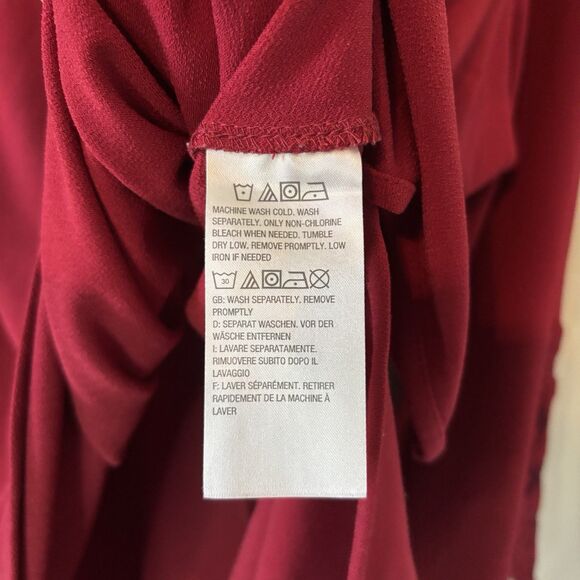 MACHINE WASH COLD. WASH
SEPARATELY. ONLY NON-CHLORINE
BLEACH WHEN NEEDED. TUMBLE
DRY LOW. REMOVE PROMPTLY. LOW
IRON IF NEEDED
30
GB: WASH SEPARATELY. REMOVE
PROMPTLY
D: SEPARAT WASCHEN. VOR DER
WÄSCHE ENTFERNEN
I: LAVARE SEPARATAMENTE.
RIMUOVERE SUBITO DOPO IL
LAVAGGIO
F: LAVER SÉPARÉMENT. RETIRER
RAPIDEMENT DE LA MACHINE À
LAVER